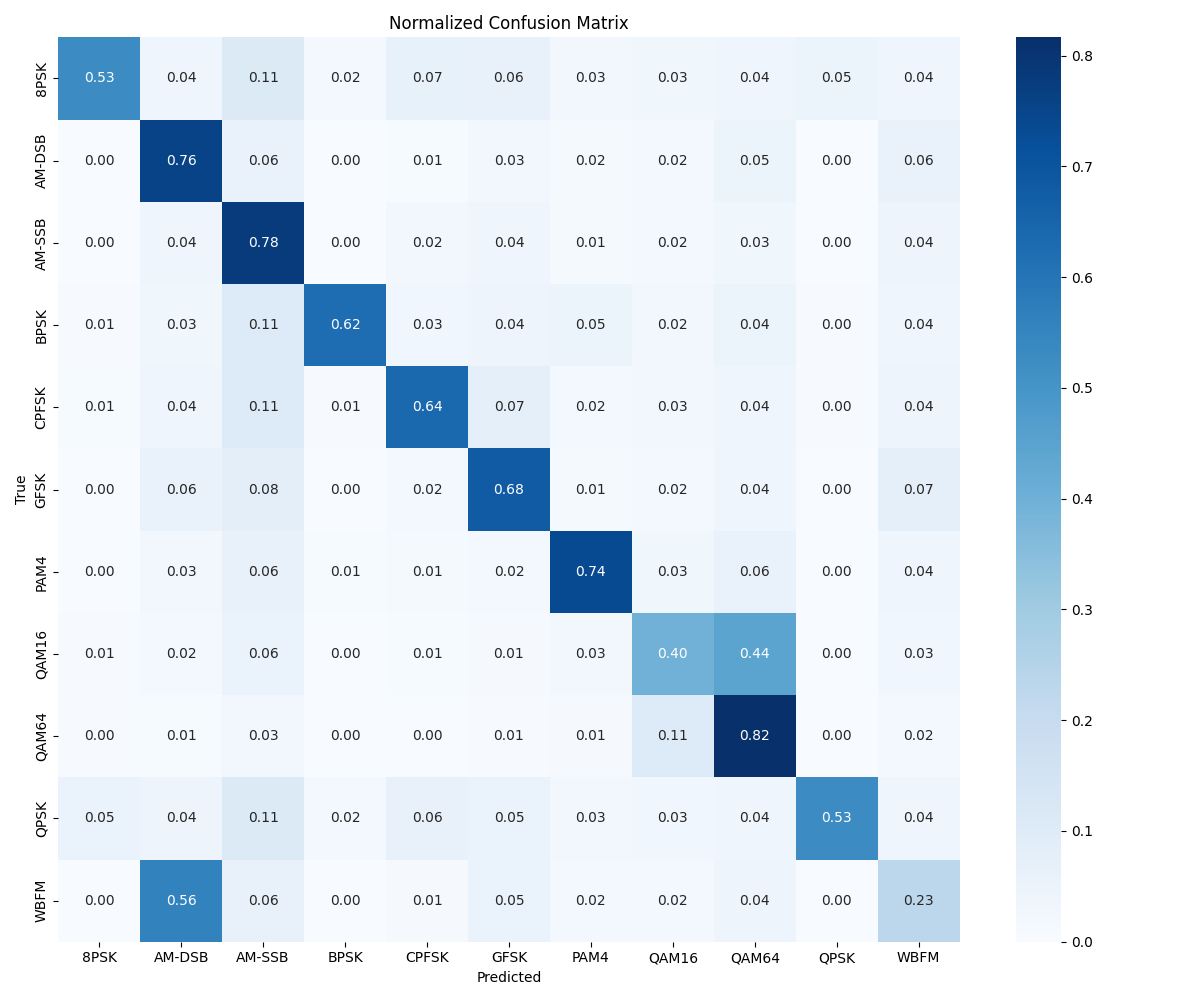 Normalized Confusion Matrix
8PSK 0.53 0.04 0.11 0.02 0.07 0.06 0.03 0.03 0.04 0.05 0.04
AM-DSB 0.00 0.76 0.06 0.00 0.01 0.03 0.02 0.02 0.05 0.00 0.06
AM-SSB 0.00 0.04 0.78 0.00 0.02 0.04 0.01 0.02 0.03 0.00 0.04
BPSK 0.01 0.03 0.11 0.62 0.03 0.04 0.05 0.02 0.04 0.00 0.04
CPFSK 0.01 0.04 0.11 0.01 0.64 0.07 0.02 0.03 0.04 0.00 0.04
GFSK 0.00 0.06 0.08 0.00 0.02 0.68 0.01 0.02 0.04 0.00 0.07
PAM4 0.00 0.03 0.06 0.01 0.01 0.02 0.74 0.03 0.06 0.00 0.04
QAM16 0.01 0.02 0.06 0.00 0.01 0.01 0.03 0.40 0.44 0.00 0.03
QAM64 0.00 0.01 0.03 0.00 0.00 0.01 0.01 0.11 0.82 0.00 0.02
QPSK 0.05 0.04 0.11 0.02 0.06 0.05 0.03 0.03 0.04 0.53 0.04
WBFM 0.00 0.56 0.06 0.00 0.01 0.05 0.02 0.02 0.04 0.00 0.23
8PSK AM-DSB AM-SSB BPSK CPFSK GFSK PAM4 QAM16 QAM64 QPSK WBFM
Predicted
True
0.8
0.7
0.6
0.5
0.4
0.3
0.2
0.1
0.0